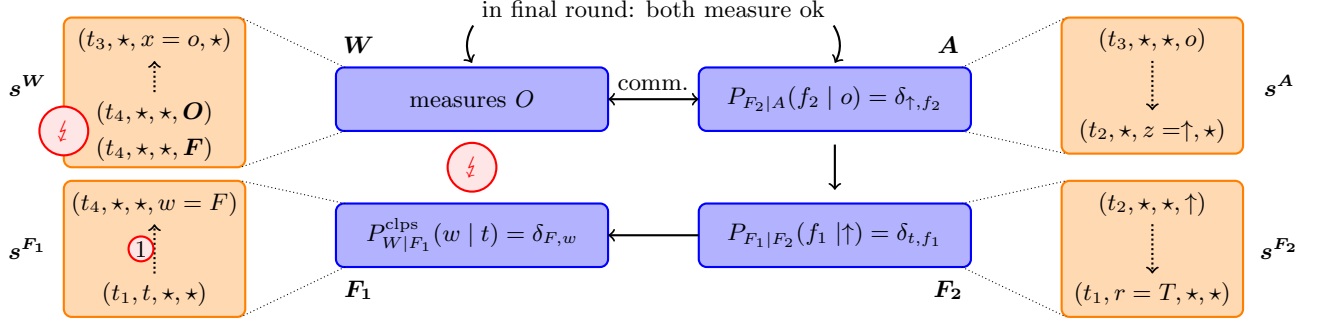 in final round: both measure ok
W
A
(t₃, ⋆, x = o, ⋆)
(t₄, ⋆, ⋆, O)
(t₄, ⋆, ⋆, F)
s^W
measures O
comm.
P_{F₂|A}(f₂ | o) = δ_{↑,f₂}
(t₃, ⋆, ⋆, o)
(t₂, ⋆, z =↑, ⋆)
s^A
(t₄, ⋆, ⋆, w = F)
1
(t₁, t, ⋆, ⋆)
s^{F₁}
P^{clps}_{W|F₁}(w | t) = δ_{F,w}
P_{F₁|F₂}(f₁ |↑) = δ_{t,f₁}
(t₂, ⋆, ⋆, ↑)
(t₁, r = T, ⋆, ⋆)
s^{F₂}
F₁
F₂